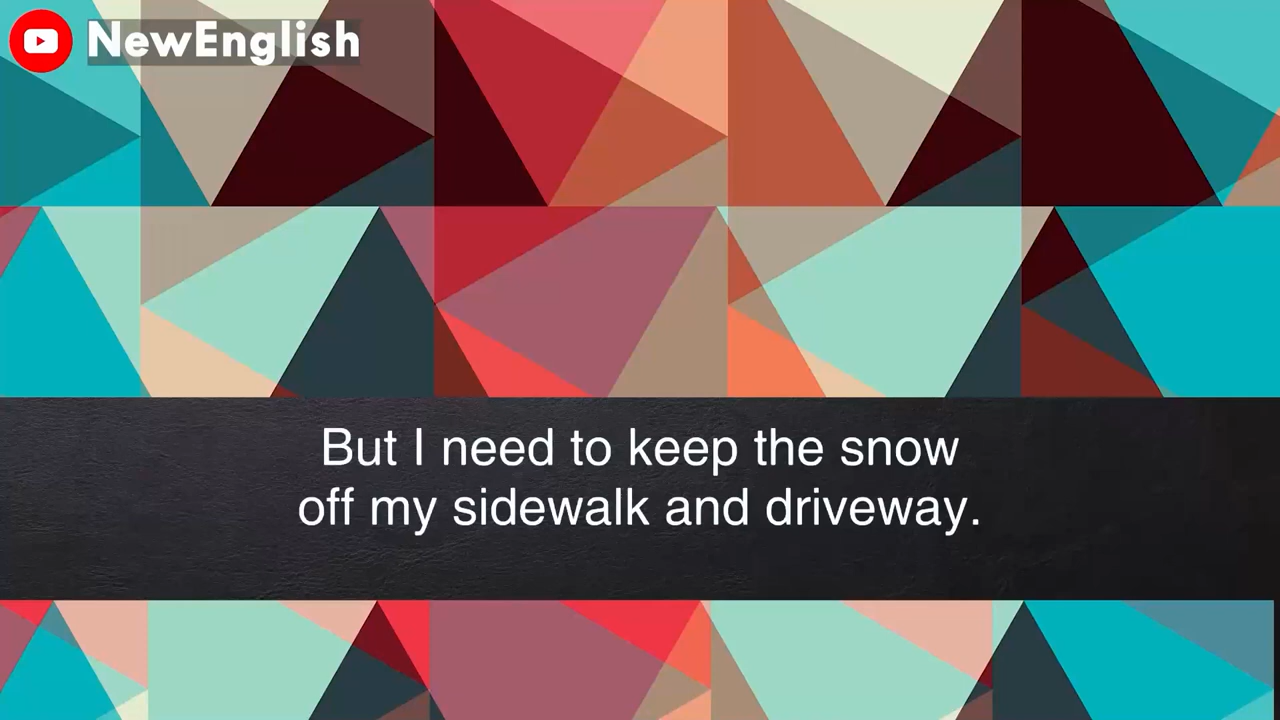 NewEnglish
But I need to keep the snow
off my sidewalk and driveway.